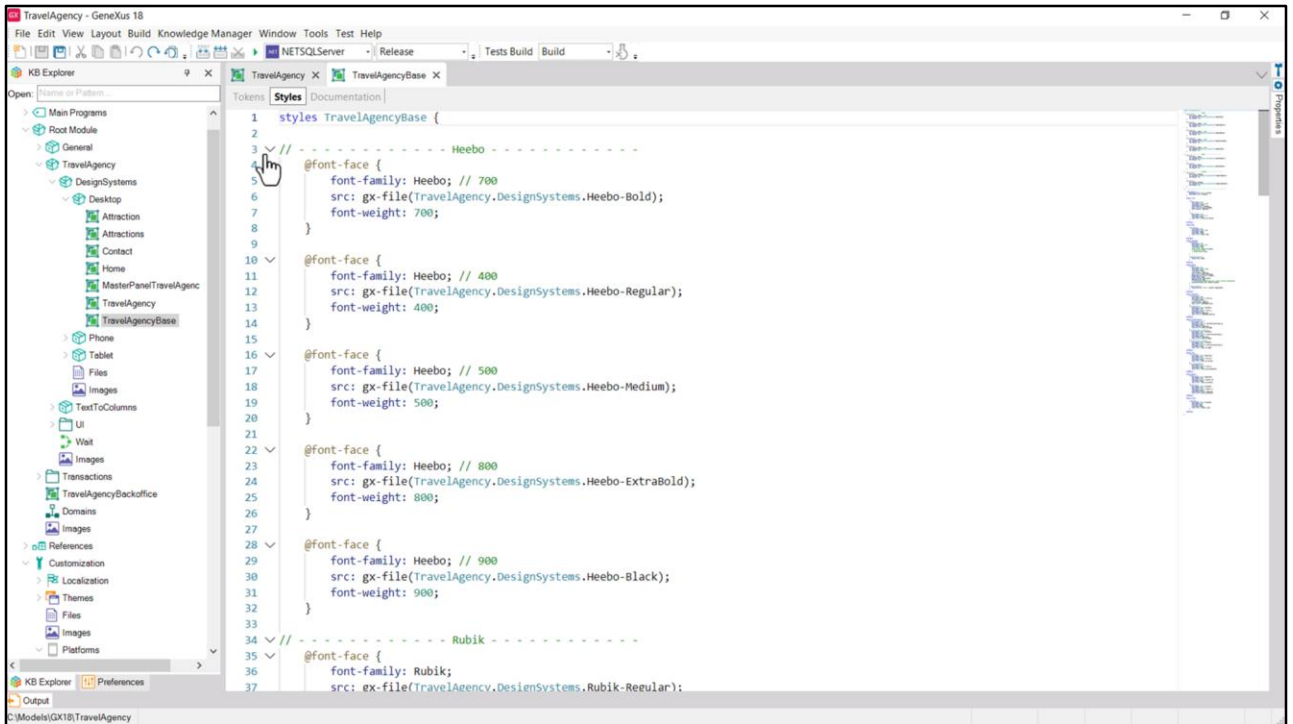 GX TravelAgency - GeneXus 18
File Edit View Layout Build Knowledge Manager Window Tools Test Help
NETSQLServer Release Tests Build Build
KB Explorer
TravelAgency TravelAgencyBase
Open: Name or Pattern...
Tokens Styles Documentation
Properties
Main Programs
Root Module
General
TravelAgency
DesignSystems
Desktop
Attraction
Attractions
Contact
Home
MasterPanelTravelAgenc
TravelAgency
TravelAgencyBase
Phone
Tablet
Files
Images
TextToColumns
UI
Wait
Images
Transactions
TravelAgencyBackoffice
Domains
Images
References
Customization
Localization
Themes
Files
Images
Platforms
KB Explorer Preferences
1 styles TravelAgencyBase {
2
3 // - - - - - - - - - - - - Heebo - - - - - - - - - - - -
4 @font-face {
5 font-family: Heebo; // 700
6 src: gx-file(TravelAgency.DesignSystems.Heebo-Bold);
7 font-weight: 700;
8 }
9
10 @font-face {
11 font-family: Heebo; // 400
12 src: gx-file(TravelAgency.DesignSystems.Heebo-Regular);
13 font-weight: 400;
14 }
15
16 @font-face {
17 font-family: Heebo; // 500
18 src: gx-file(TravelAgency.DesignSystems.Heebo-Medium);
19 font-weight: 500;
20 }
21
22 @font-face {
23 font-family: Heebo; // 800
24 src: gx-file(TravelAgency.DesignSystems.Heebo-ExtraBold);
25 font-weight: 800;
26 }
27
28 @font-face {
29 font-family: Heebo; // 900
30 src: gx-file(TravelAgency.DesignSystems.Heebo-Black);
31 font-weight: 900;
32 }
33
34 // - - - - - - - - - - - - Rubik - - - - - - - - - - - -
35 @font-face {
36 font-family: Rubik;
37 src: gx-file(TravelAgency.DesignSystems.Rubik-Regular);
Output
C:\Models\GX18\TravelAgency